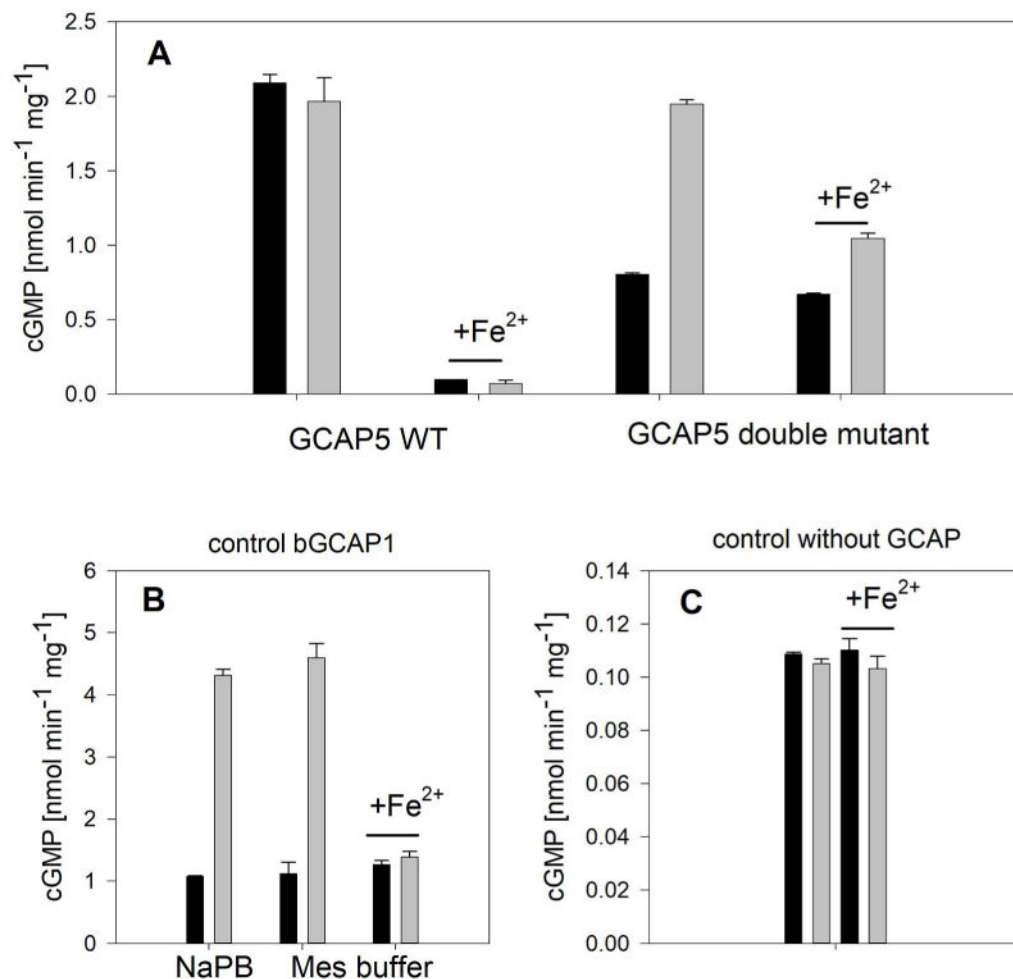 A
2.5
2.0
1.5
1.0
0.5
0.0
cGMP [nmol min⁻¹ mg⁻¹]
+Fe²⁺
+Fe²⁺
GCAP5 WT
GCAP5 double mutant
control bGCAP1
B
6
5
4
3
2
1
0
cGMP [nmol min⁻¹ mg⁻¹]
+Fe²⁺
NaPB
Mes buffer
control without GCAP
C
0.14
0.12
0.10
0.08
0.06
0.04
0.02
0.00
cGMP [nmol min⁻¹ mg⁻¹]
+Fe²⁺